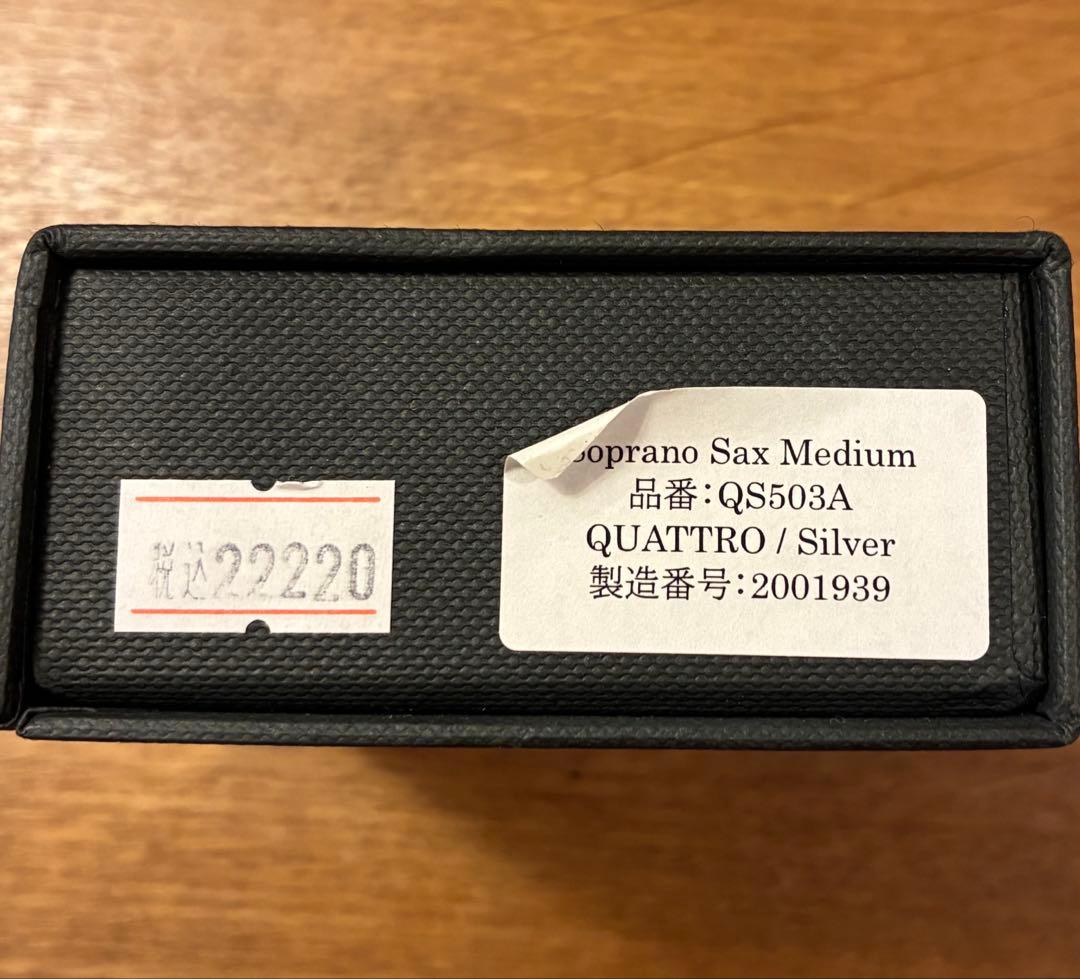 税込22220
Soprano Sax Medium
品番:QS503A
QUATTRO / Silver
製造番号:2001939